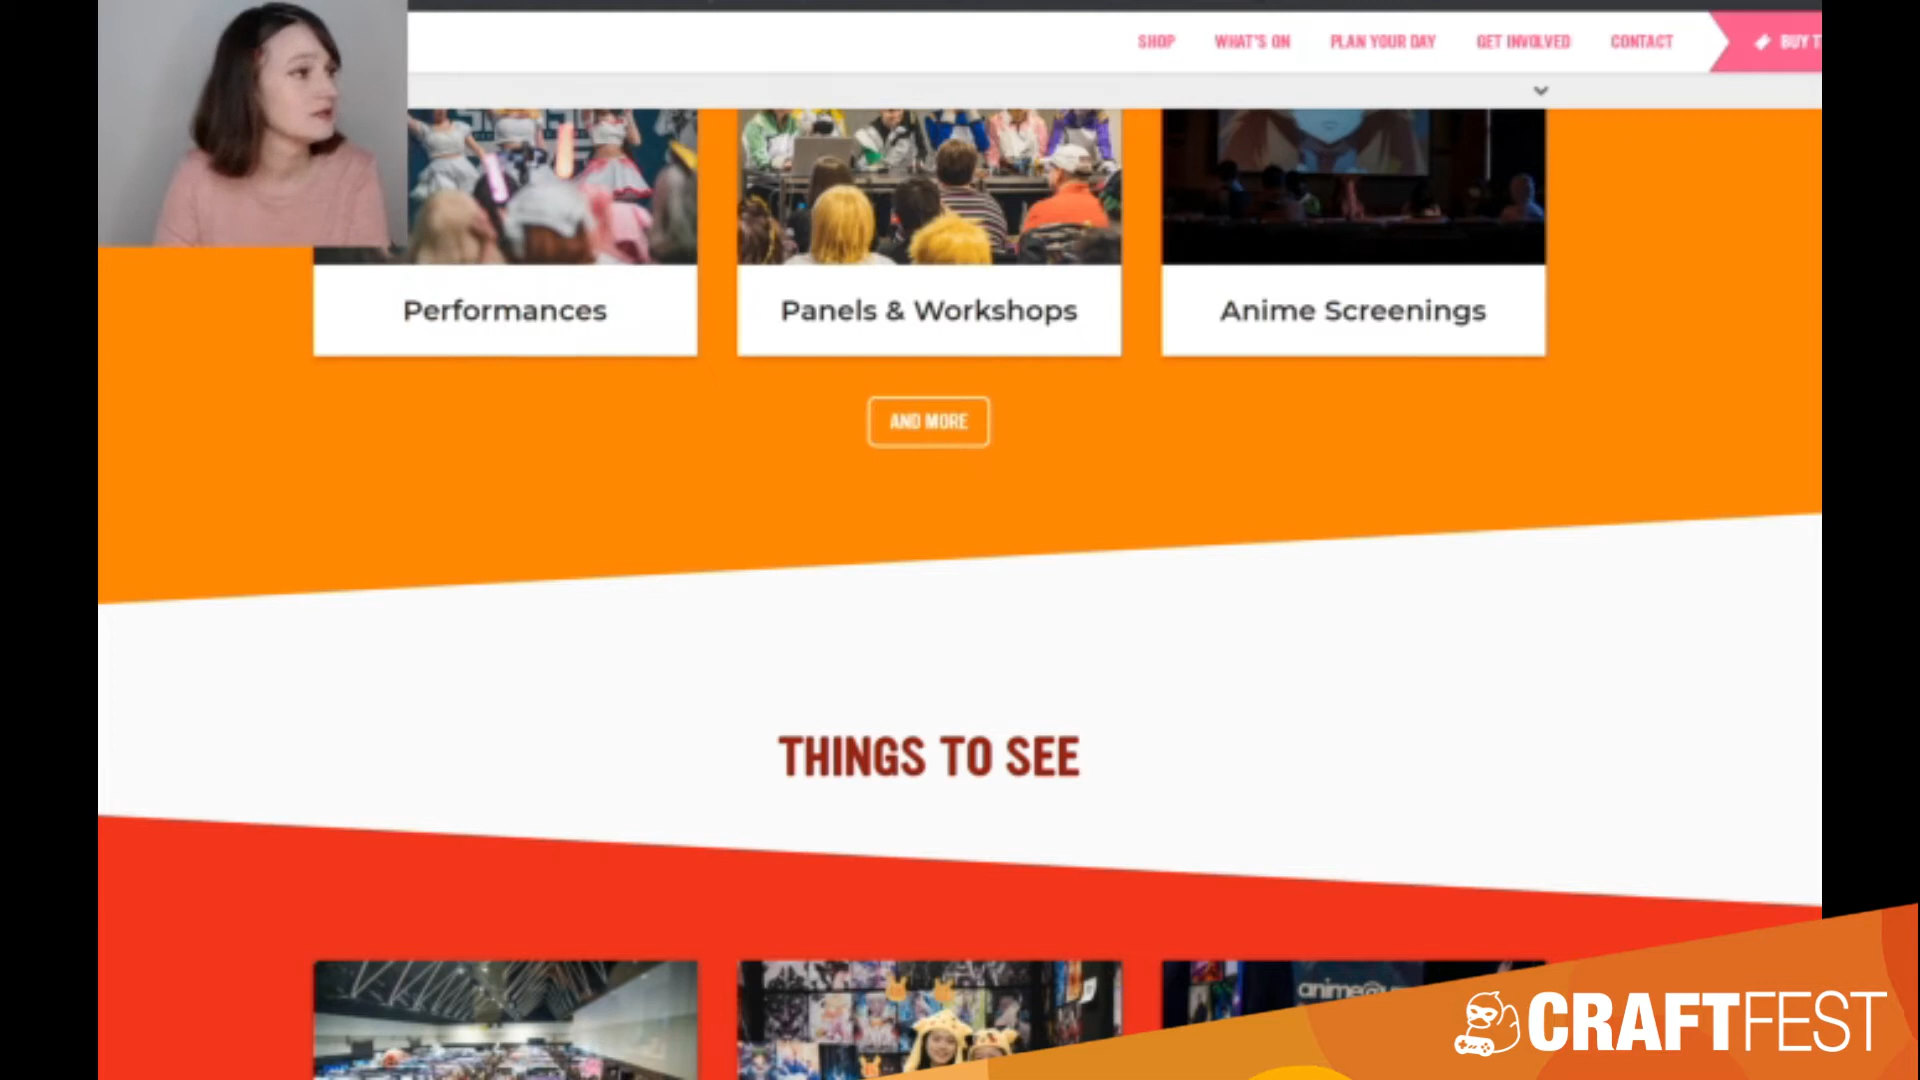 SHOP
WHAT'S ON
PLAN YOUR DAY
GET INVOLVED
CONTACT
BUY
Performances
Panels & Workshops
Anime Screenings
AND MORE
THINGS TO SEE
CRAFTFEST